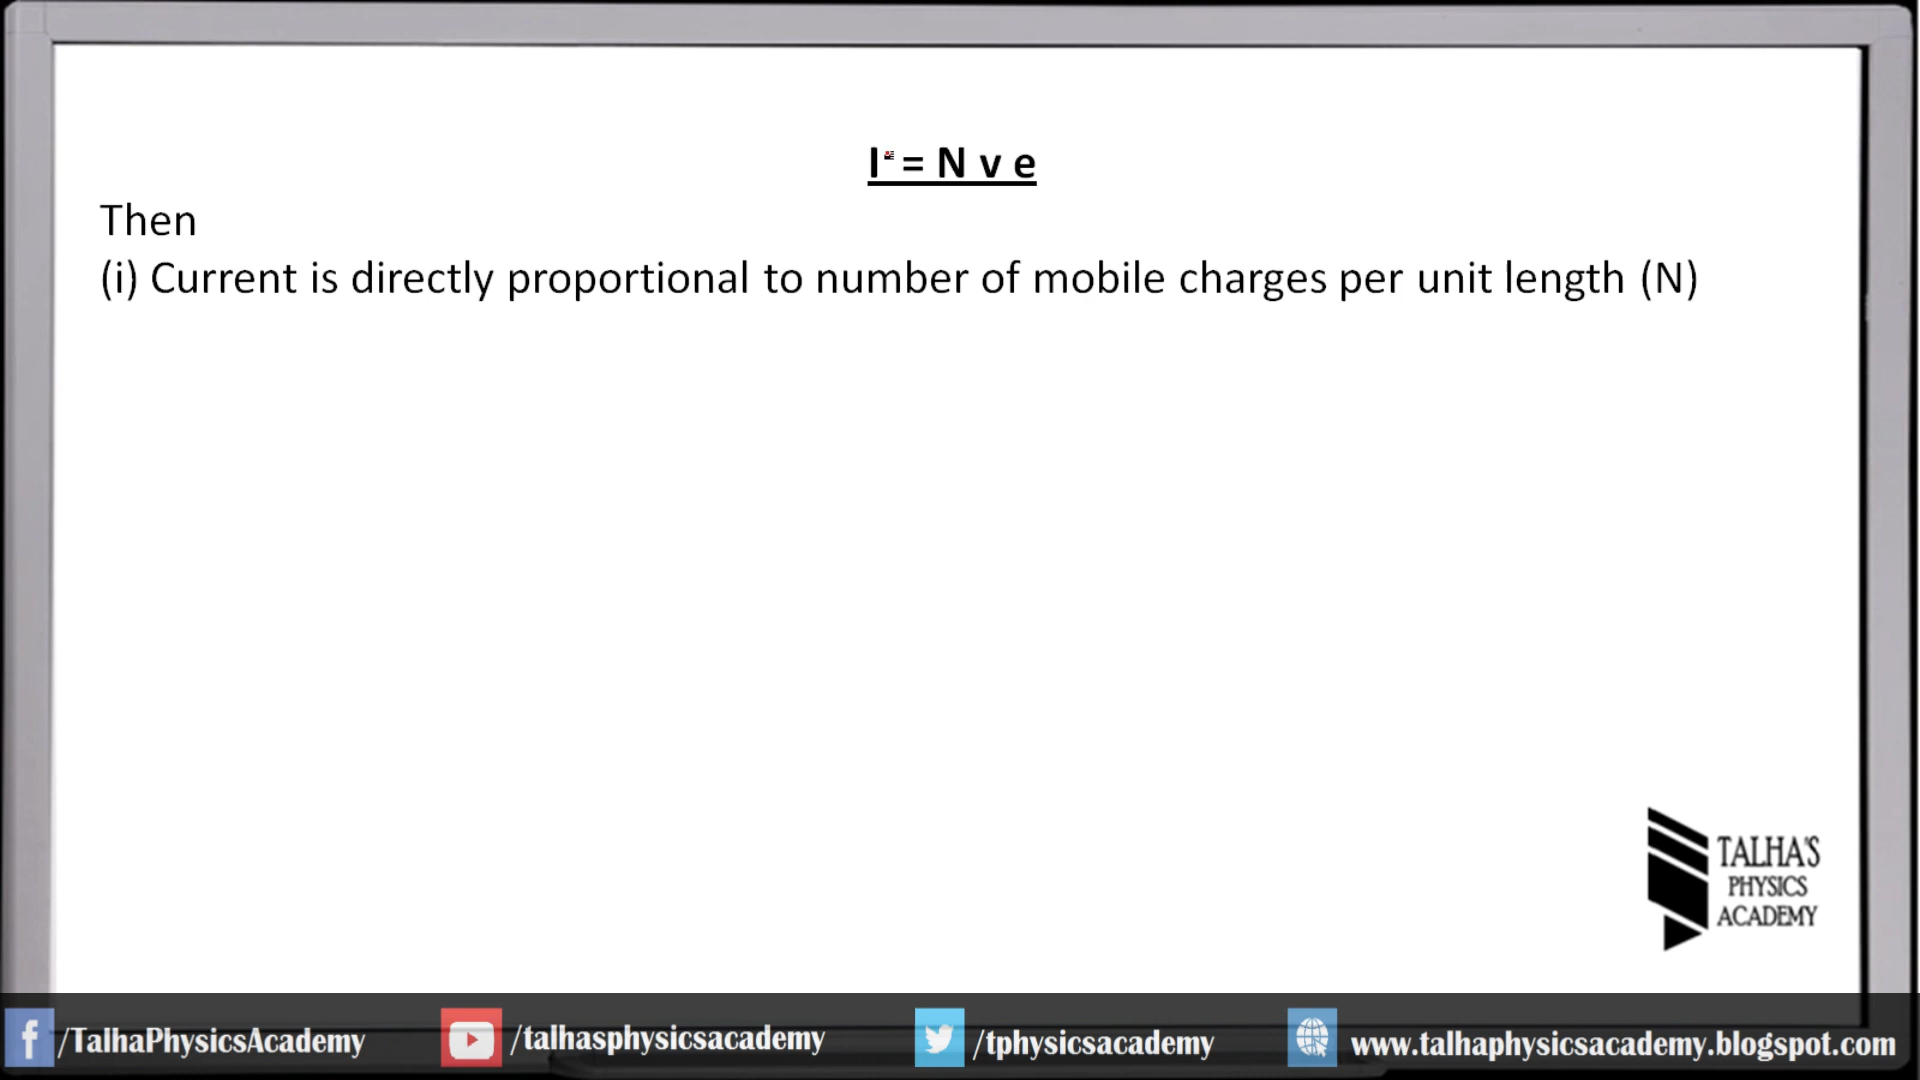 I = N v e
Then
(i) Current is directly proportional to number of mobile charges per unit length (N)
TALHA'S
PHYSICS
ACADEMY
/TalhaPhysicsAcademy
/talhasphysicsacademy
/tphysicsacademy
www.talhaphysicsacademy.blogspot.com